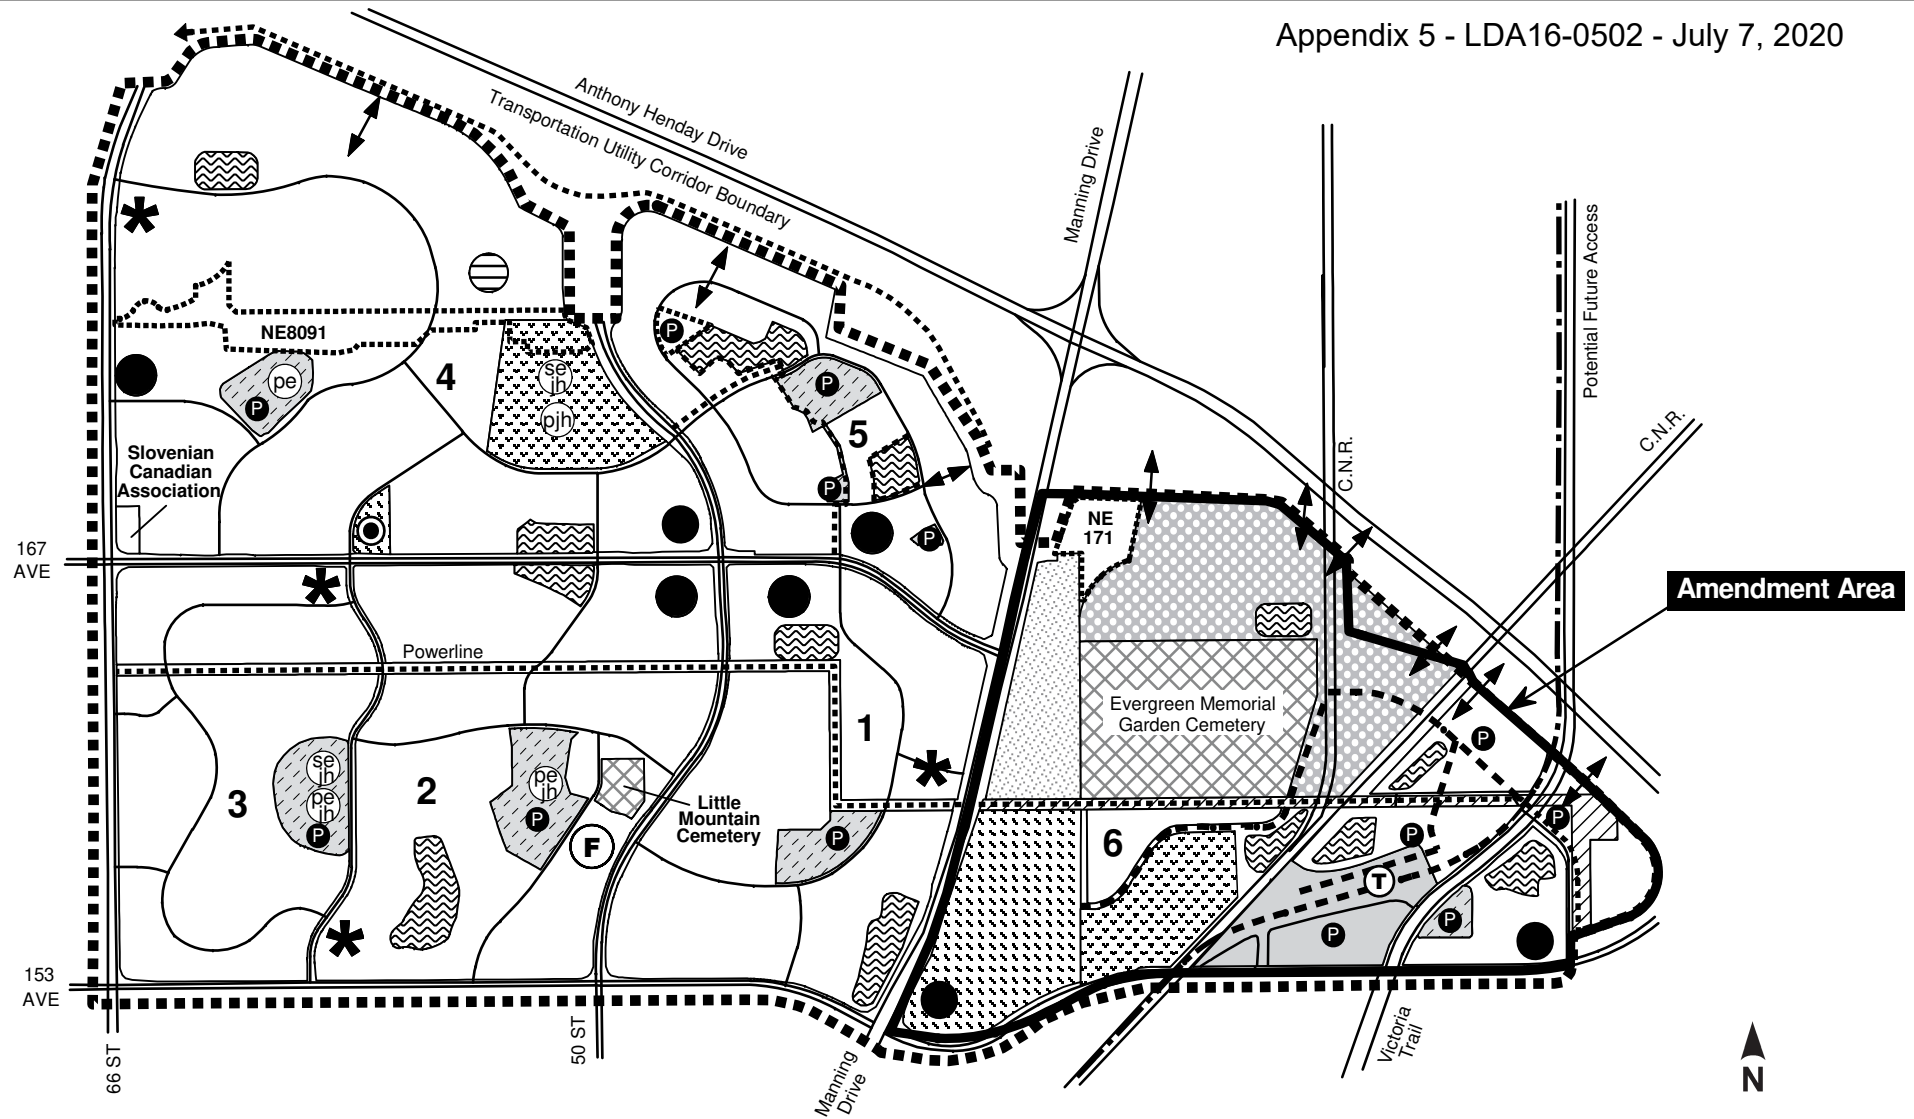 Appendix 5 - LDA16-0502 - July 7, 2020
Anthony Henday Drive
Transportation Utility Corridor Boundary
Manning Drive
C.N.R.
Potential Future Access
C.N.R.
NE8091
pe
P
4
se
jh
pjh
P
P
5
P
P
Slovenian
Canadian
Association
NE
171
167
AVE
Amendment Area
Powerline
Evergreen Memorial
Garden Cemetery
1
P
3
se
jh
pe
jh
P
2
pe
jh
P
Little
Mountain
Cemetery
F
P
6
P
P
T
P
P
153
AVE
66 ST
50 ST
Manning
Drive
Victoria
Trail
N